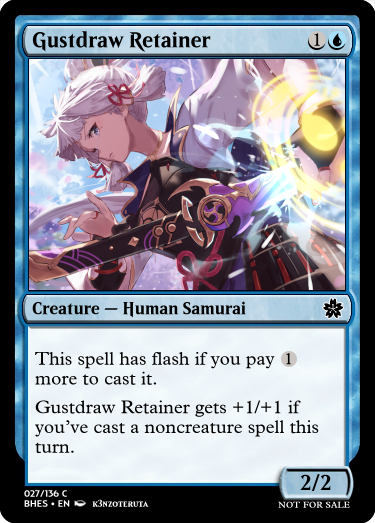 Gustdraw Retainer 1
Creature — Human Samurai
This spell has flash if you pay 1
more to cast it.
Gustdraw Retainer gets +1/+1 if
you've cast a noncreature spell this
turn.
2/2
027/136 C
BHES • EN K3NZOTERUTA
NOT FOR SALE